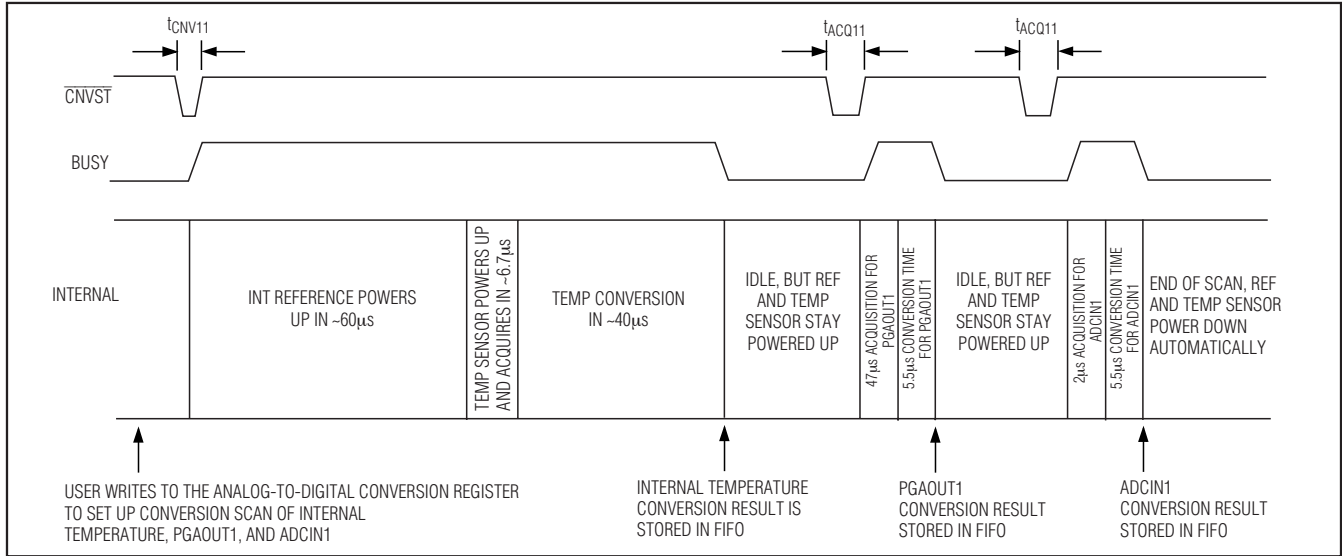 tCNV11
tACQ11
tACQ11
CNVST
BUSY
INTERNAL
INT REFERENCE POWERS
UP IN ~60μs
TEMP SENSOR POWERS UP
AND ACQUIRES IN ~6.7μs
TEMP CONVERSION
IN ~40μs
IDLE, BUT REF
AND TEMP
SENSOR STAY
POWERED UP
47μs ACQUISITION FOR
PGAOUT1
5.5μs CONVERSION TIME
FOR PGAOUT1
IDLE, BUT REF
AND TEMP
SENSOR STAY
POWERED UP
2μs ACQUISITION FOR
ADCIN1
5.5μs CONVERSION TIME
FOR ADCIN1
END OF SCAN, REF
AND TEMP SENSOR
POWER DOWN
AUTOMATICALLY
USER WRITES TO THE ANALOG-TO-DIGITAL CONVERSION REGISTER
TO SET UP CONVERSION SCAN OF INTERNAL
TEMPERATURE, PGAOUT1, AND ADCIN1
INTERNAL TEMPERATURE
CONVERSION RESULT IS
STORED IN FIFO
PGAOUT1
CONVERSION RESULT
STORED IN FIFO
ADCIN1
CONVERSION RESULT
STORED IN FIFO